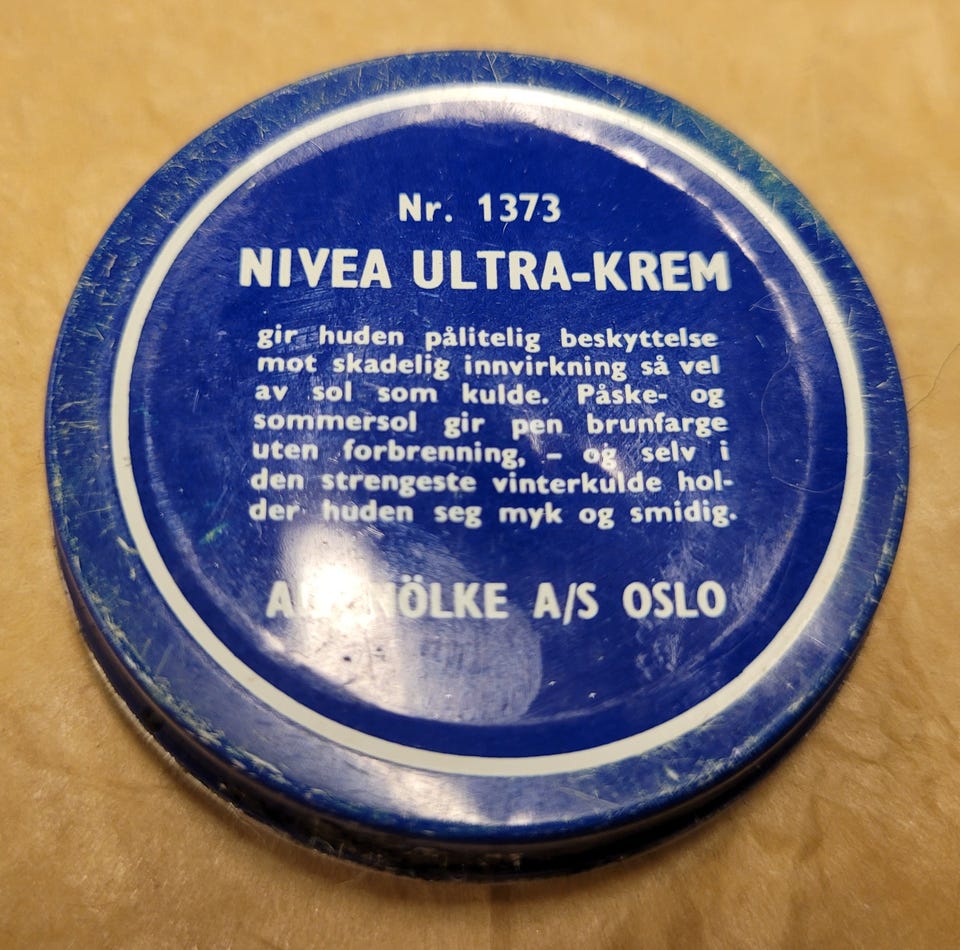 Nr. 1373
NIVEA ULTRA-KREM
gir huden pålitelig beskyttelse
mot skadelig innvirkning så vel
av sol som kulde. Påske- og
sommersol gir pen brunfarge
uten forbrenning, – og selv i
den strengeste vinterkulde hol-
der huden seg myk og smidig.
A/S OSLO